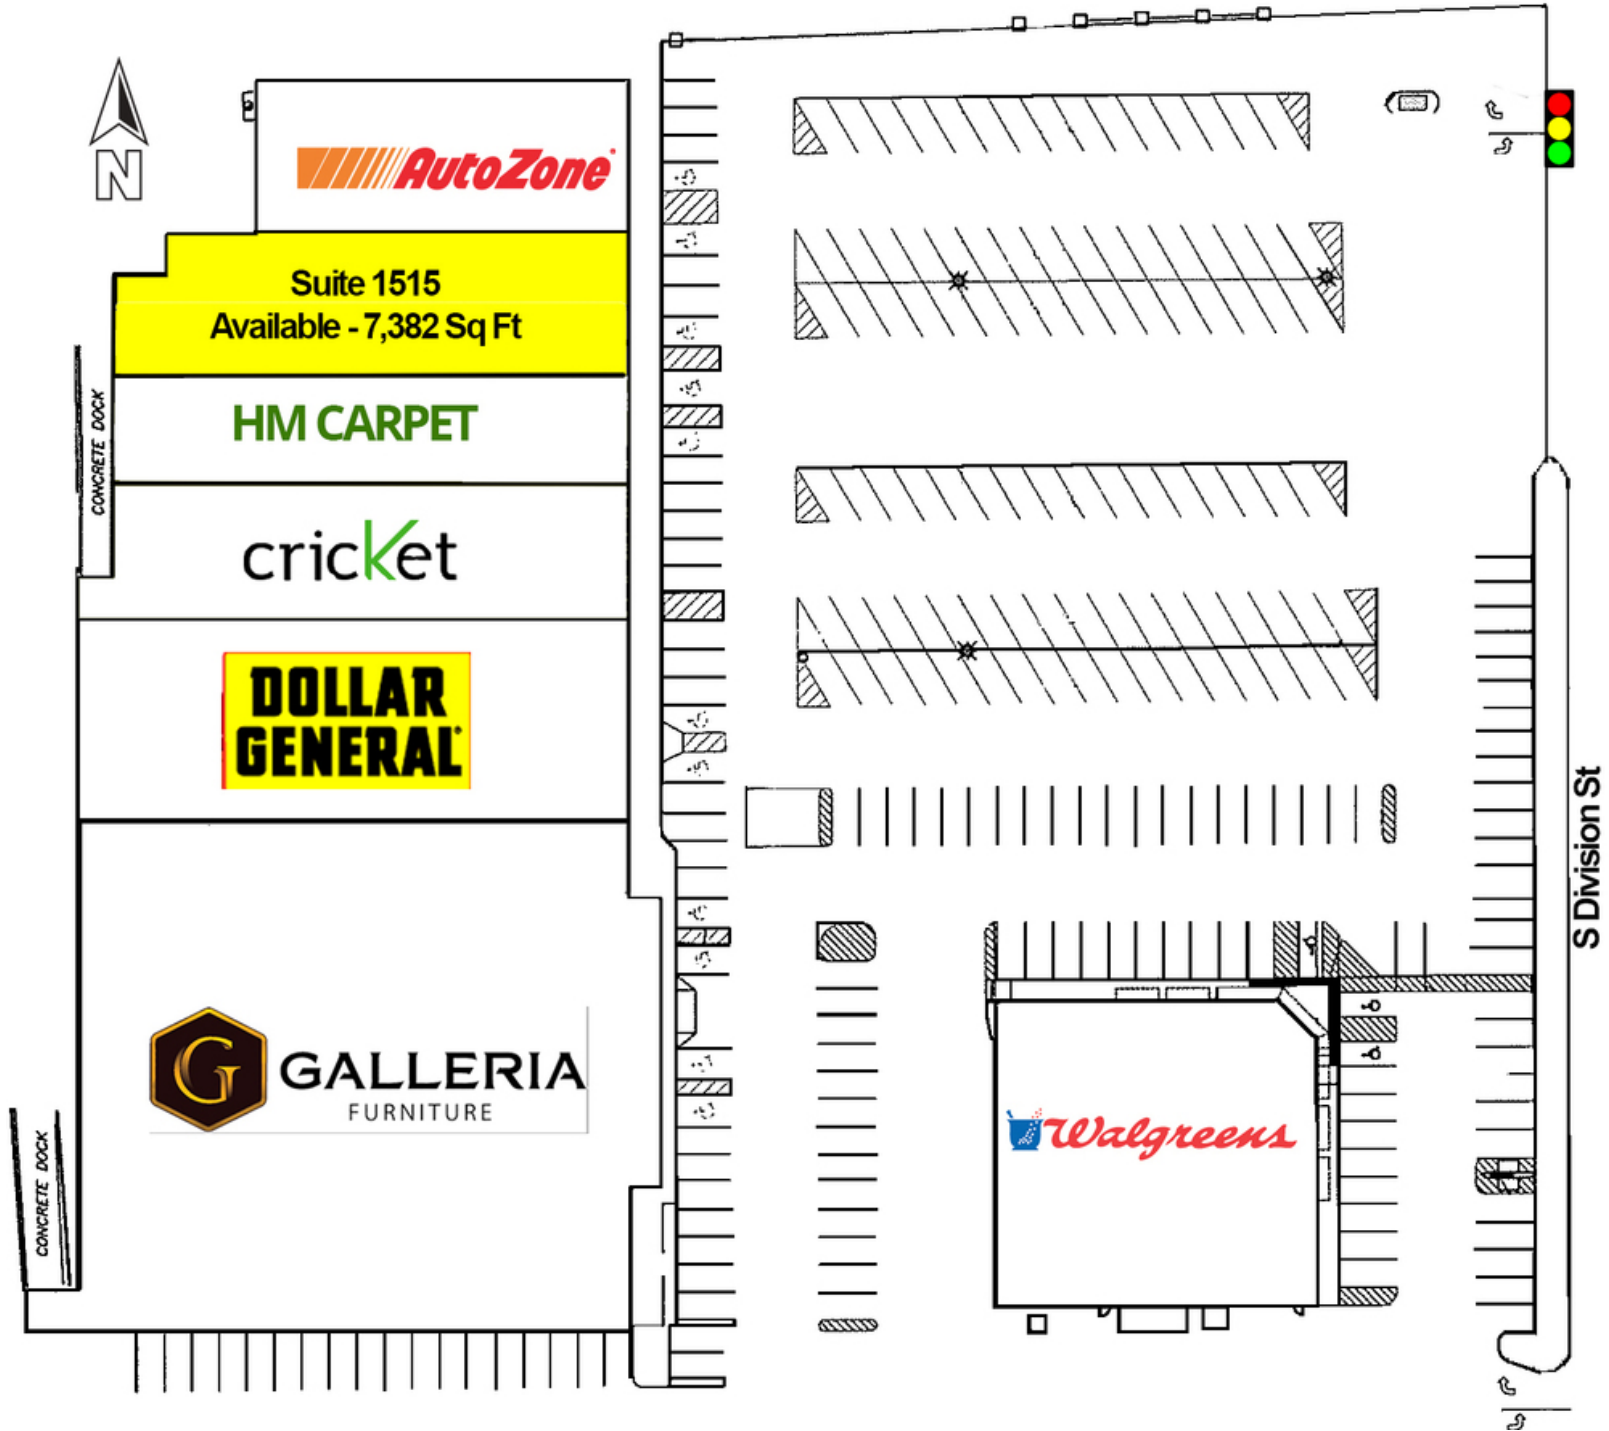 N
AutoZone
Suite 1515
Available - 7,382 Sq Ft
HM CARPET
CONCRETE DOCK
cricket
DOLLAR
GENERAL
S Division St
G
GALLERIA
FURNITURE
Walgreens
CONCRETE DOCK